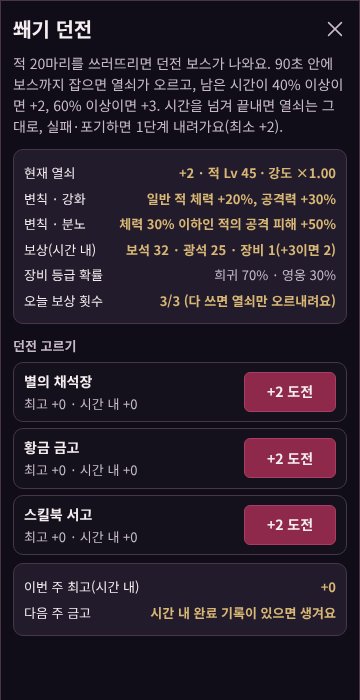 쐐기 던전
적 20마리를 쓰러뜨리면 던전 보스가 나와요. 90초 안에
보스까지 잡으면 열쇠가 오르고, 남은 시간이 40% 이상이
면 +2, 60% 이상이면 +3. 시간을 넘겨 끝내면 열쇠는 그
대로, 실패·포기하면 1단계 내려가요(최소 +2).
현재 열쇠 +2 · 적 Lv 45 · 강도 ×1.00
변칙 · 강화 일반 적 체력 +20%, 공격력 +30%
변칙 · 분노 체력 30% 이하인 적의 공격 피해 +50%
보상(시간 내) 보석 32 · 광석 25 · 장비 1(+3이면 2)
장비 등급 확률 희귀 70% · 영웅 30%
오늘 보상 횟수 3/3 (다 쓰면 열쇠만 오르내려요)
던전 고르기
별의 채석장
최고 +0 · 시간 내 +0
+2 도전
황금 금고
최고 +0 · 시간 내 +0
+2 도전
스킬북 서고
최고 +0 · 시간 내 +0
+2 도전
이번 주 최고(시간 내) +0
다음 주 금고 시간 내 완료 기록이 있으면 생겨요